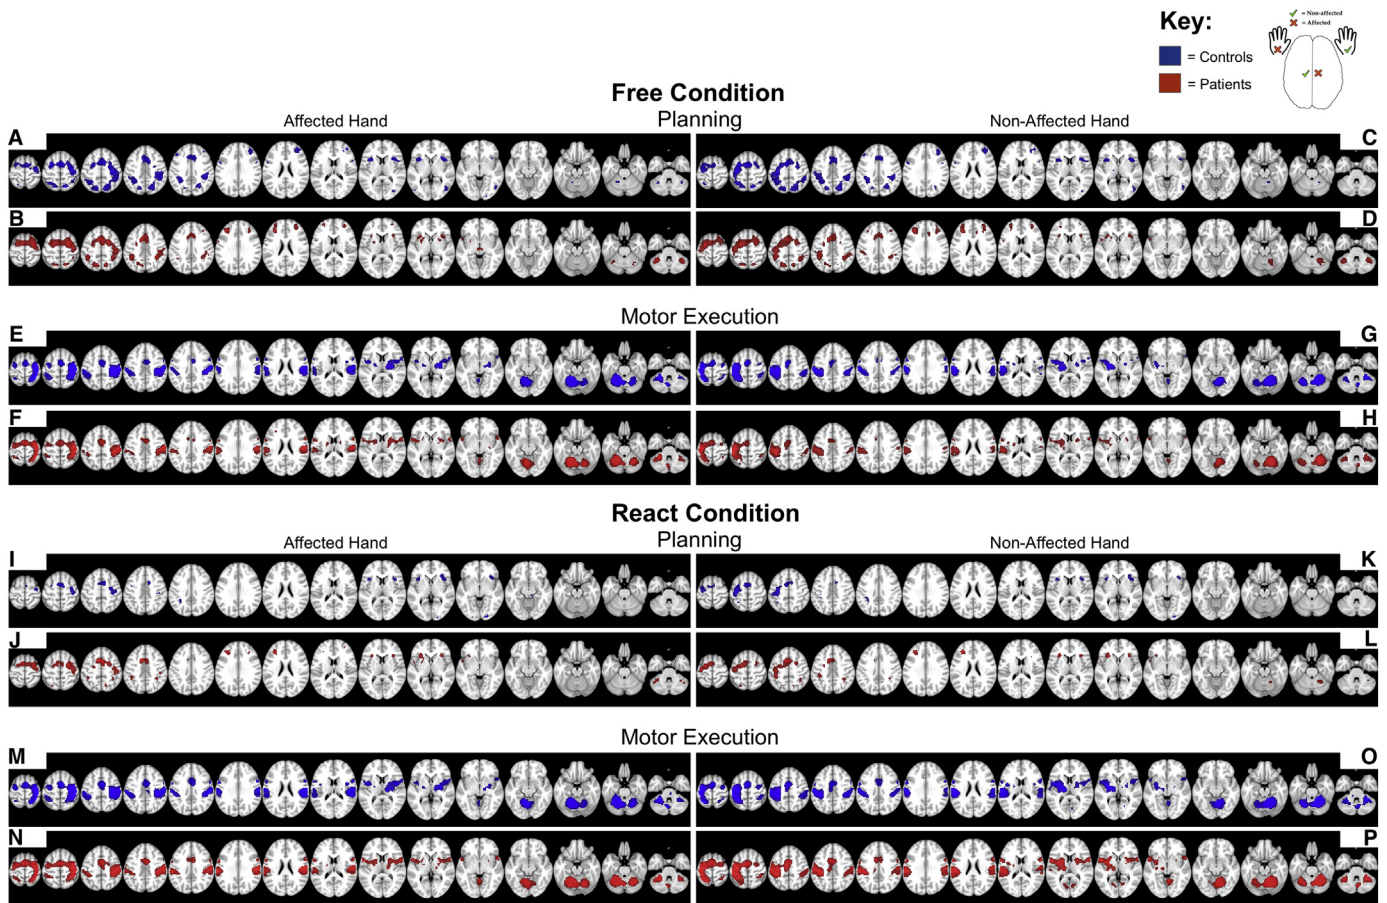 Key:
✓ = Non-affected
✗ = Affected
= Controls
= Patients
Free Condition
Affected Hand
Planning
Non-Affected Hand
A
C
B
D
Motor Execution
E
G
F
H
React Condition
Affected Hand
Planning
Non-Affected Hand
I
K
J
L
Motor Execution
M
O
N
P